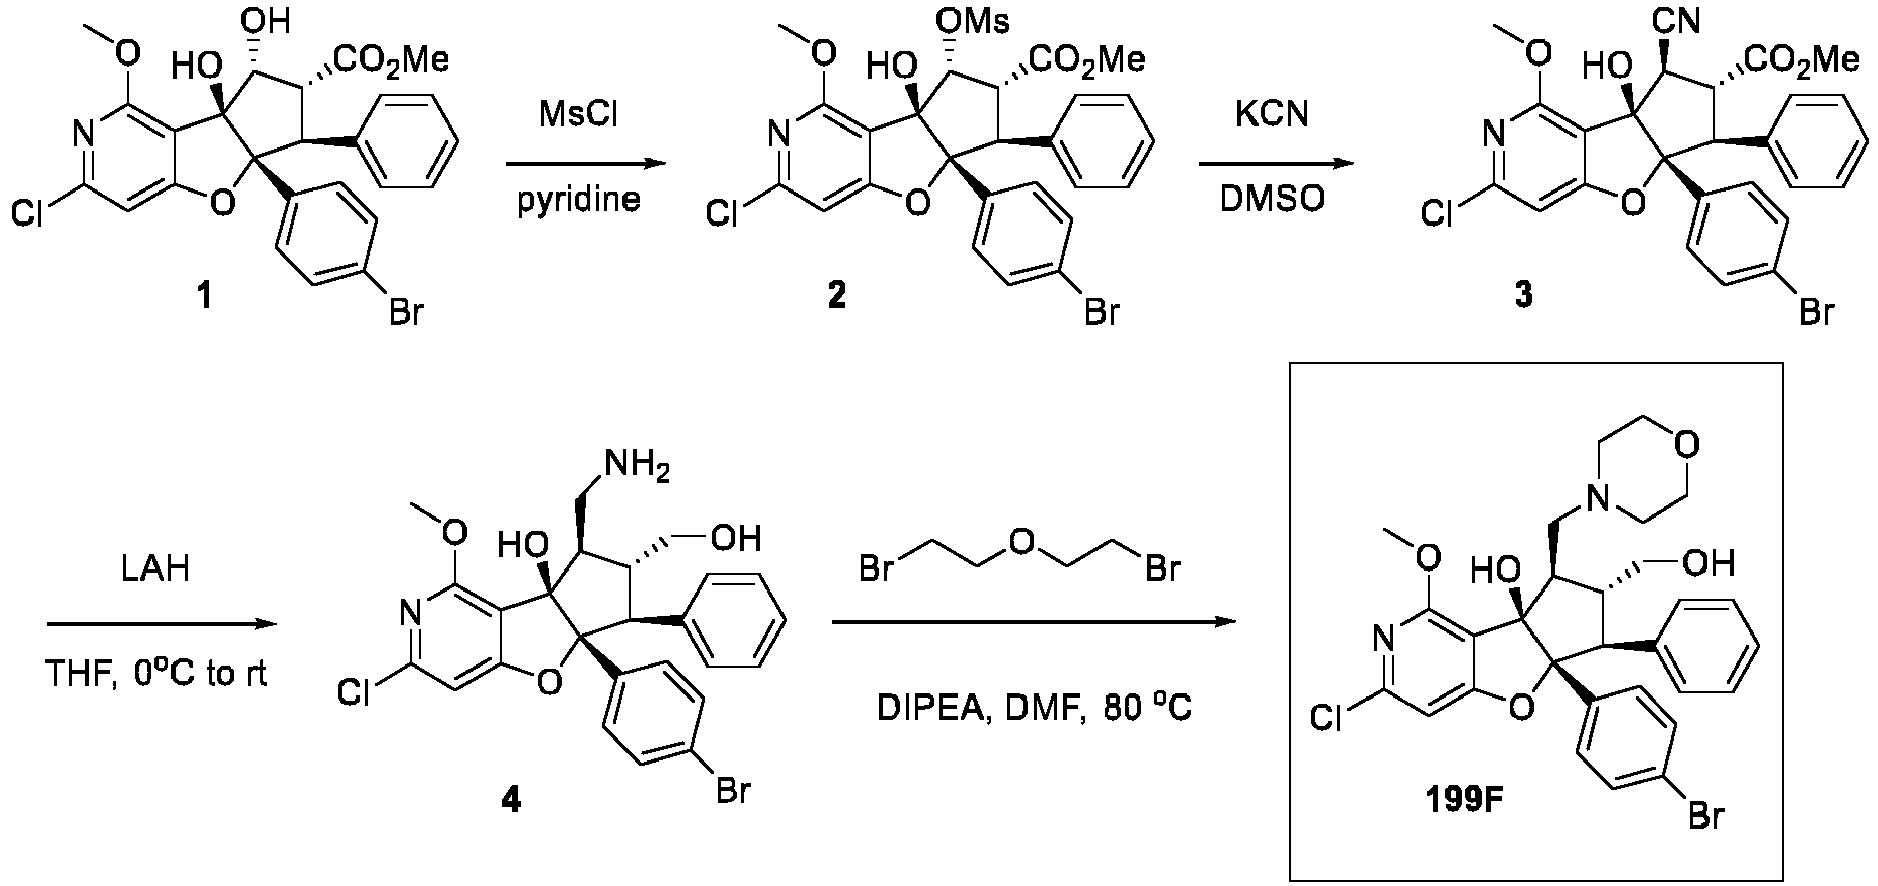 OH
O
HO
CO2Me
N
Cl
O
Br
1
MsCl
pyridine
OMs
O
HO
CO2Me
N
Cl
O
Br
2
KCN
DMSO
CN
O
HO
CO2Me
N
Cl
O
Br
3
LAH
THF, 0°C to rt
NH2
O
HO
OH
N
Cl
O
Br
4
Br
O
Br
DIPEA, DMF, 80 °C
O
N
O
HO
OH
N
Cl
O
Br
199F